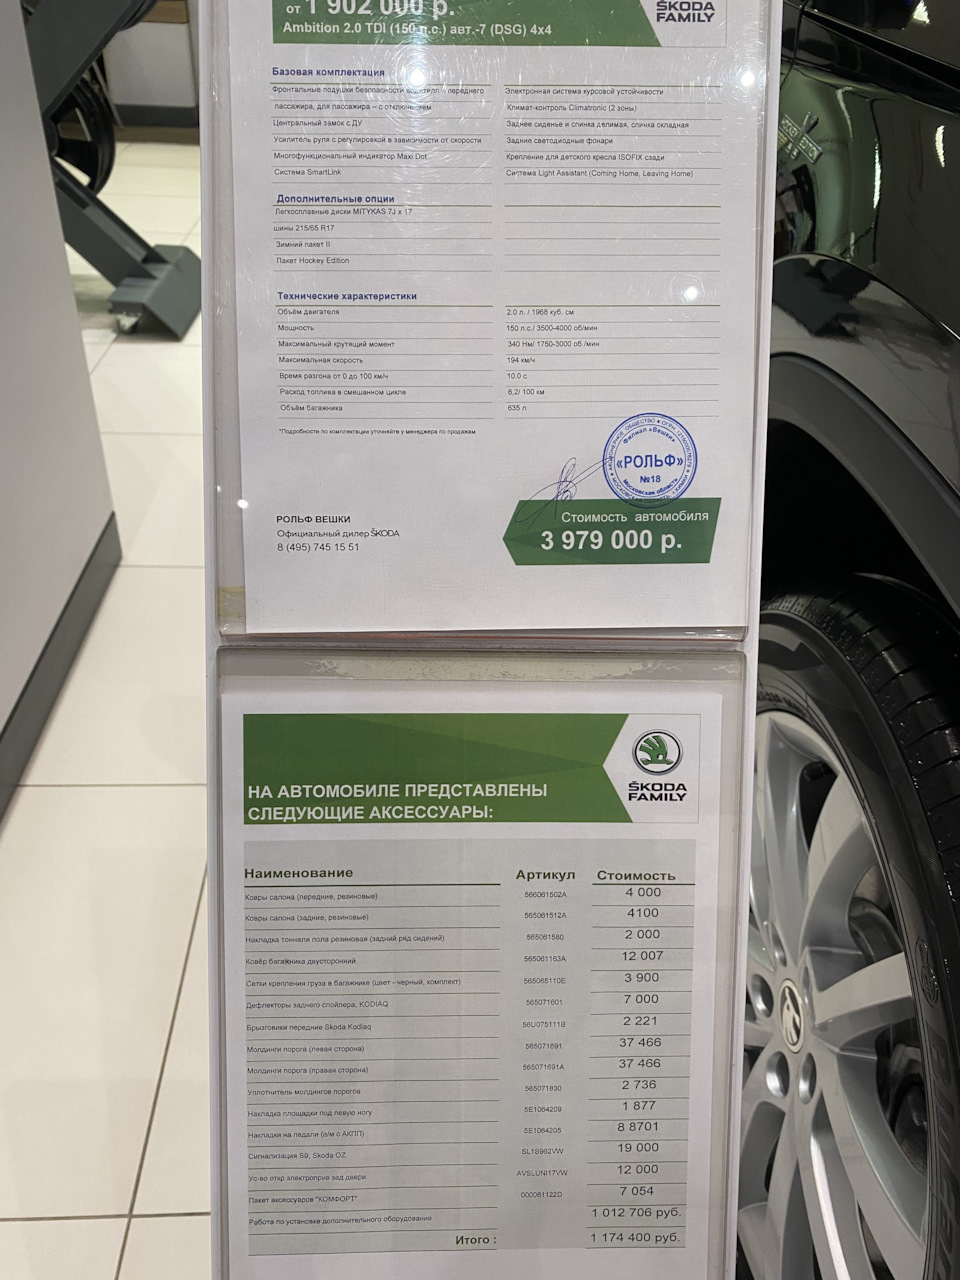 от 1 902 000 р.
Ambition 2.0 TDI (150 л.с.) авт.-7 (DSG) 4x4
ŠKODA
FAMILY
Базовая комплектация
Фронтальные подушки безопасности водителя и переднего
пассажира, для пассажира – с отключением
Центральный замок с ДУ
Усилитель руля с регулировкой в зависимости от скорости
Многофункциональный индикатор Maxi Dot
Система SmartLink
Электронная система курсовой устойчивости
Климат-контроль Climatronic (2 зоны)
Заднее сиденье и спинка делимая, спинка складная
Задние светодиодные фонари
Крепление для детского кресла ISOFIX сзади
Система Light Assistant (Coming Home, Leaving Home)
Дополнительные опции
Легкосплавные диски MITYKAS 7J x 17
шины 215/65 R17
Зимний пакет II
Пакет Hockey Edition
Технические характеристики
Объём двигателя 2.0 л. / 1968 куб. см
Мощность 150 л.с./ 3500-4000 об/мин
Максимальный крутящий момент 340 Нм/ 1750-3000 об./мин
Максимальная скорость 194 км/ч
Время разгона от 0 до 100 км/ч 10.0 с
Расход топлива в смешанном цикле 6,2/ 100 км
Объём багажника 635 л
*Подробности по комплектации уточняйте у менеджера по продажам
Филиал «Вешки»
«РОЛЬФ»
№18
Московская область
РОЛЬФ ВЕШКИ
Официальный дилер ŠKODA
8 (495) 745 15 51
Стоимость автомобиля
3 979 000 р.
НА АВТОМОБИЛЕ ПРЕДСТАВЛЕНЫ
СЛЕДУЮЩИЕ АКСЕССУАРЫ:
ŠKODA
FAMILY
Наименование Артикул Стоимость
Ковры салона (передние, резиновые) 566061502A 4 000
Ковры салона (задние, резиновые) 565061512A 4100
Накладка тоннеля пола резиновая (задний ряд сидений) 565061580 2 000
Ковёр багажника двусторонний 565061163A 12 007
Сетки крепления груза в багажнике (цвет - черный, комплект) 565065110E 3 900
Дефлекторы заднего спойлера, KODIAQ 565071601 7 000
Брызговики передние Skoda Kodiaq 56U075111B 2 221
Молдинги порога (левая сторона) 565071691 37 466
Молдинги порога (правая сторона) 565071691A 37 466
Уплотнитель молдингов порогов 565071830 2 736
Накладка площадки под левую ногу 5E1064209 1 877
Накладки на педали (а/м с АКПП) 5E1064205 8 8701
Сигнализация S9, Skoda OZ SL1S962VW 19 000
Ус-во откр электроприв зад двери AVSLUNI17VW 12 000
Пакет аксессуаров "КОМФОРТ" 000061122D 7 054
Работа по установке дополнительного оборудования 1 012 706 руб.
Итого : 1 174 400 руб.